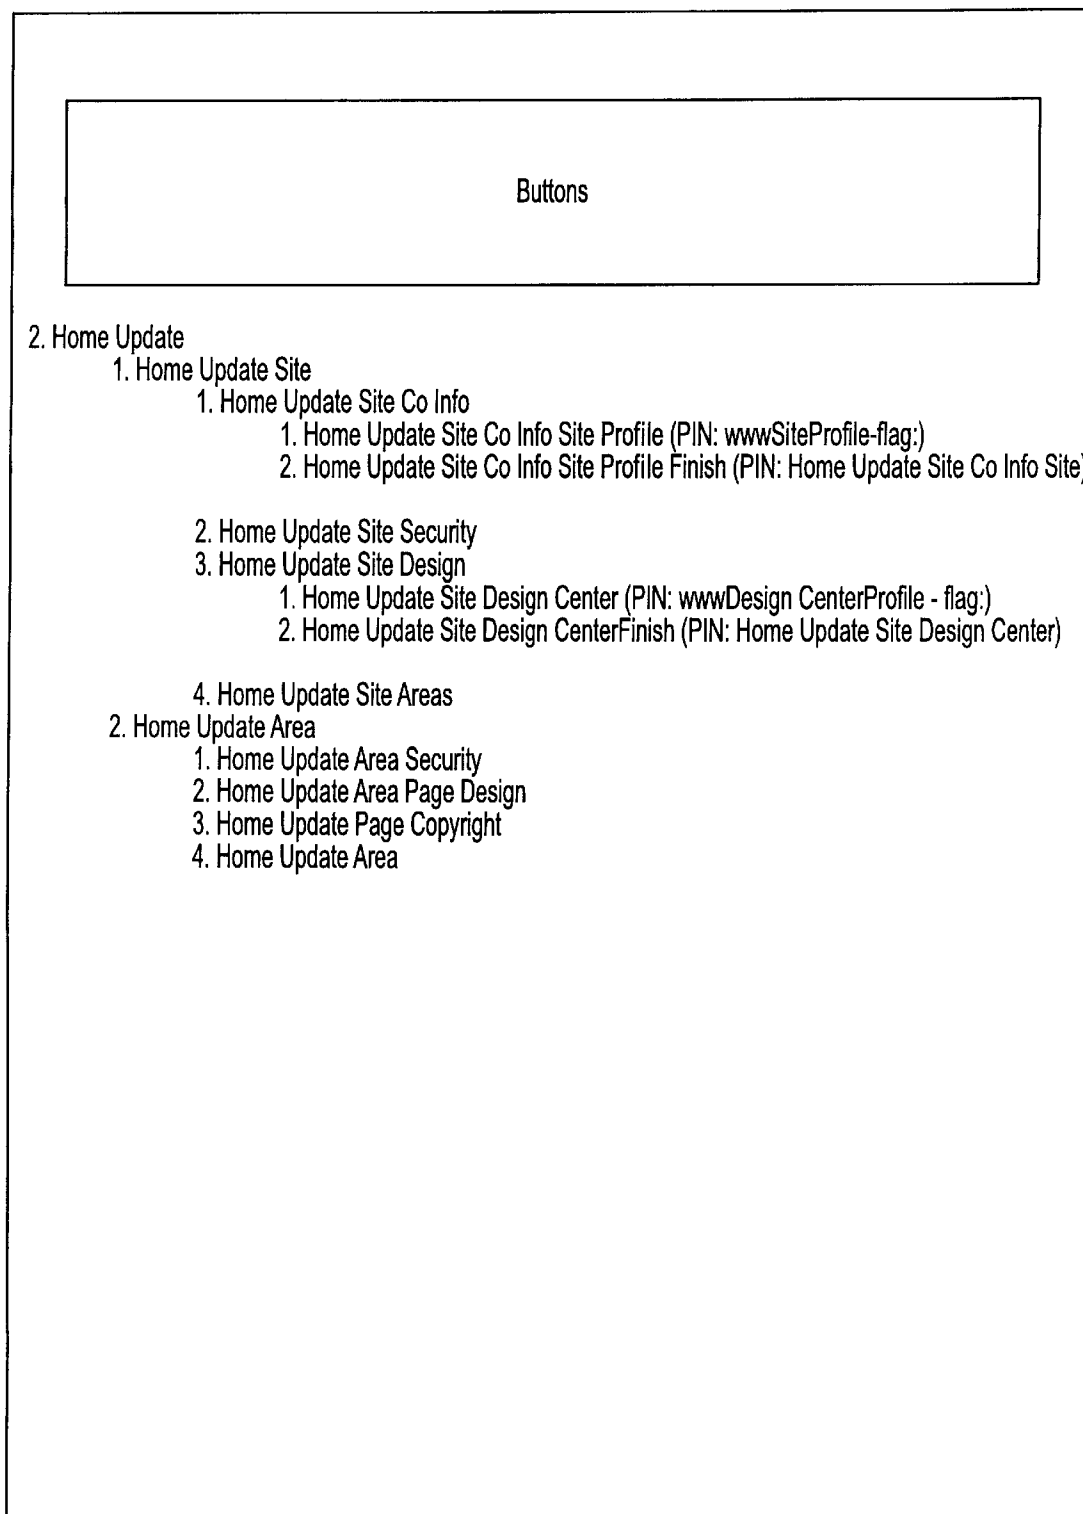 Buttons
2. Home Update
1. Home Update Site
1. Home Update Site Co Info
1. Home Update Site Co Info Site Profile (PIN: wwwSiteProfile-flag:)
2. Home Update Site Co Info Site Profile Finish (PIN: Home Update Site Co Info Site)
2. Home Update Site Security
3. Home Update Site Design
1. Home Update Site Design Center (PIN: wwwDesign CenterProfile - flag:)
2. Home Update Site Design CenterFinish (PIN: Home Update Site Design Center)
4. Home Update Site Areas
2. Home Update Area
1. Home Update Area Security
2. Home Update Area Page Design
3. Home Update Page Copyright
4. Home Update Area